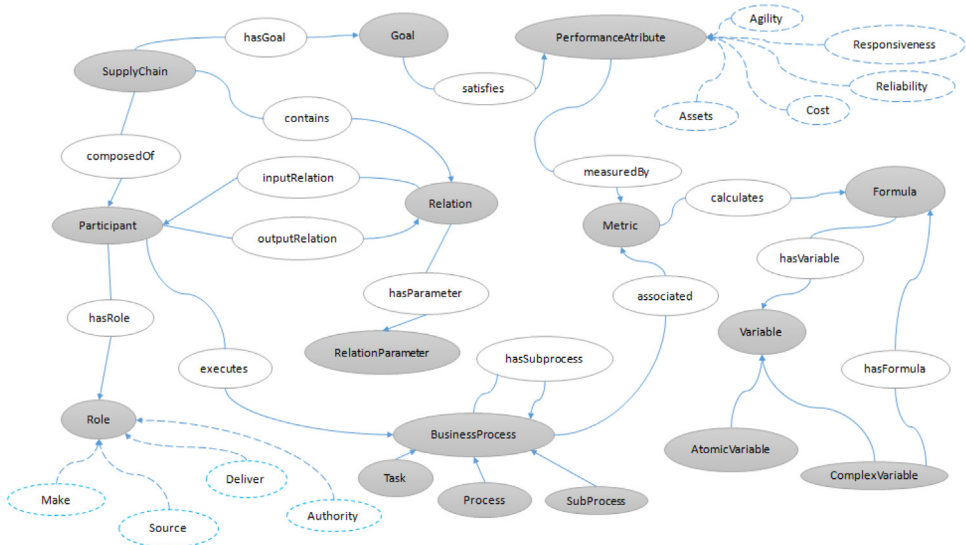 hasGoal
Goal
PerformanceAtribute
Agility
Responsiveness
SupplyChain
satisfies
Reliability
Assets
Cost
contains
composedOf
inputRelation
measuredBy
Formula
Relation
calculates
Participant
Metric
outputRelation
hasVariable
hasParameter
associated
hasRole
Variable
RelationParameter
hasSubprocess
executes
hasFormula
Role
BusinessProcess
AtomicVariable
Deliver
Task
ComplexVariable
Make
Process
SubProcess
Authority
Source